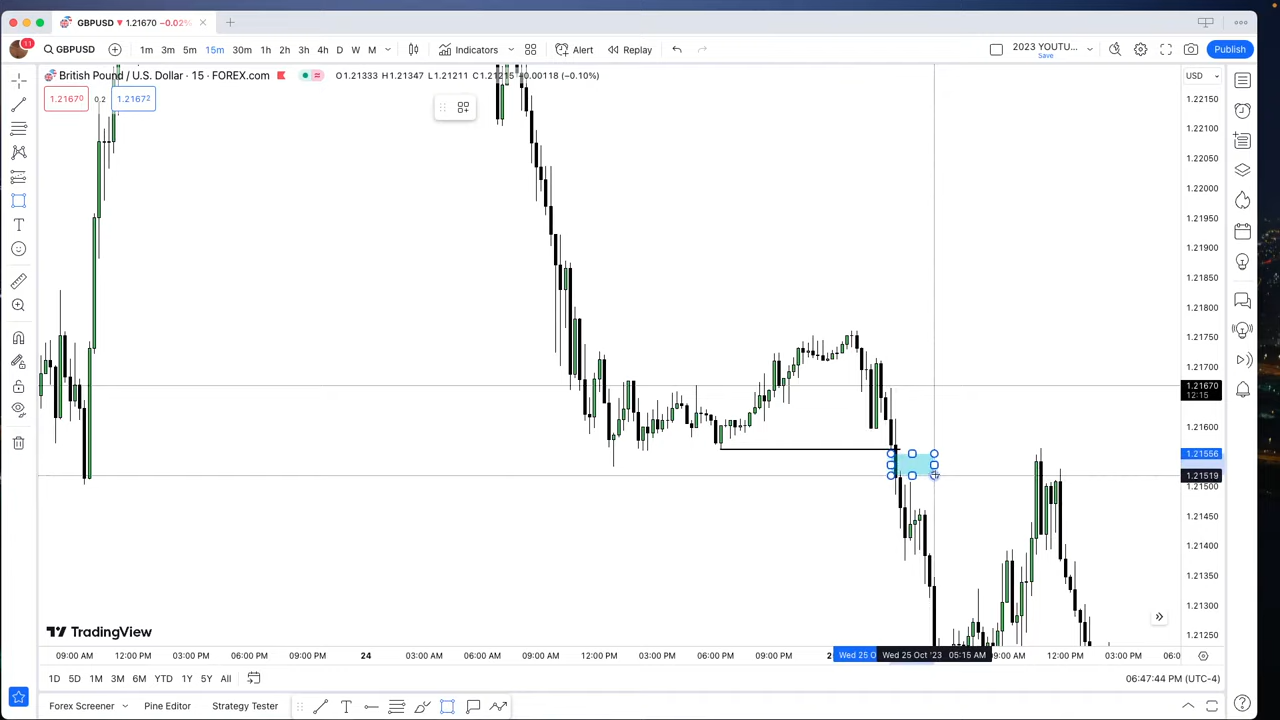 GBPUSD ▼ 1.21670 −0.02%
11
GBPUSD
1m 3m 5m 15m 30m 1h 2h 3h 4h D W M
Indicators
Alert
Replay
2023 YOUTU...
Save
Publish
British Pound / U.S. Dollar · 15 · FOREX.com
O1.21333 H1.21347 L1.21211 C1.21215 −0.00118 (−0.10%)
USD
1.21670
0.2
1.21672
1.22150
1.22100
1.22050
1.22000
1.21950
1.21900
1.21850
1.21800
1.21750
1.21700
1.21670
12:15
1.21600
1.21556
1.21519
1.21500
1.21450
1.21400
1.21350
1.21300
1.21250
TradingView
09:00 AM 12:00 PM 03:00 PM 06:00 PM 09:00 PM 24 03:00 AM 06:00 AM 09:00 AM 12:00 PM 03:00 PM 06:00 PM 09:00 PM 2 Wed 25 O Wed 25 Oct '23 05:15 AM 09:00 AM 12:00 PM 03:00 PM 06:0
1D 5D 1M 3M 6M YTD 1Y 5Y All
06:47:44 PM (UTC-4)
Forex Screener
Pine Editor
Strategy Tester